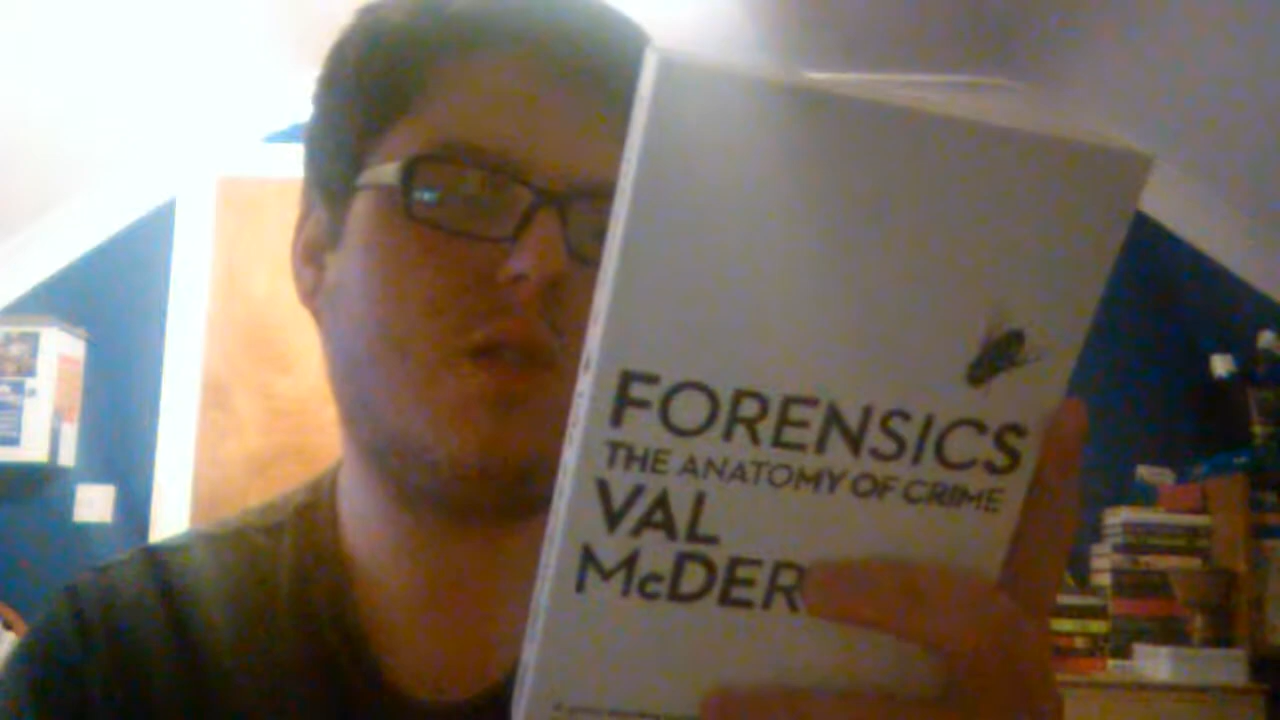 FORENSICS
THE ANATOMY OF CRIME
VAL
McDER